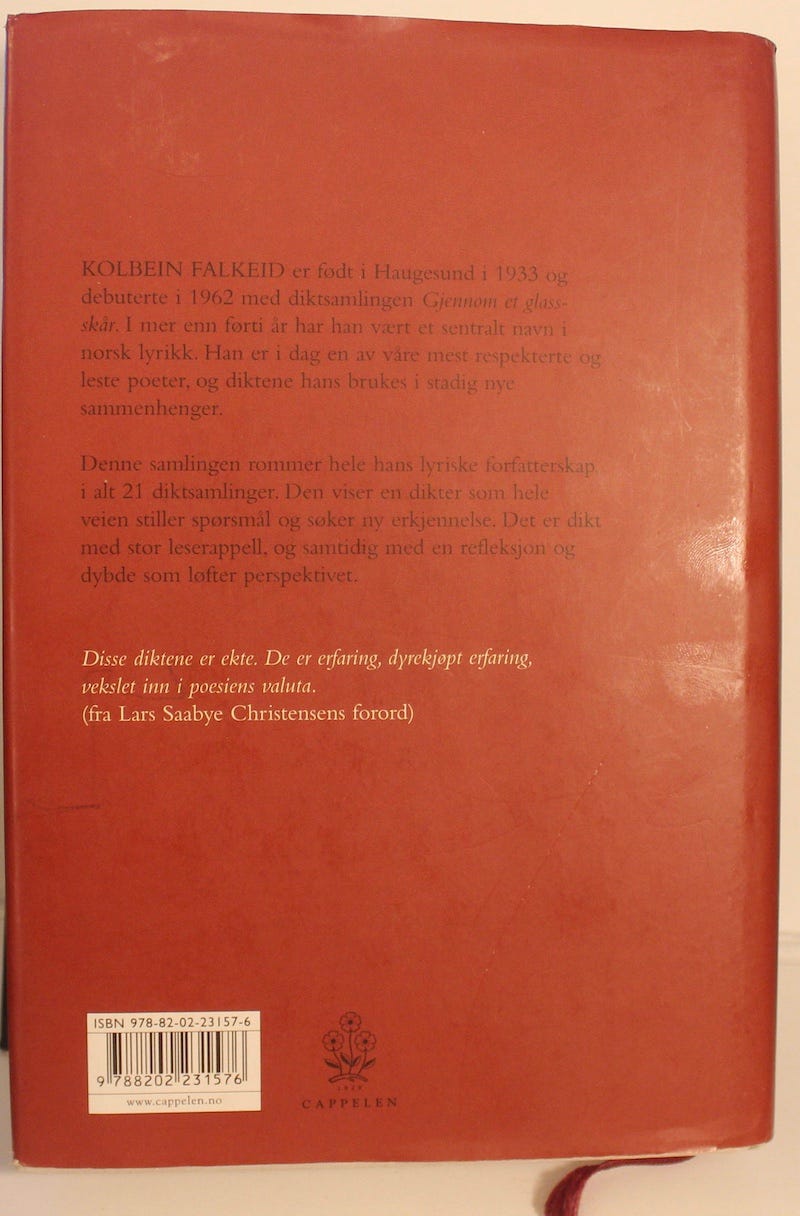 KOLBEIN FALKEID er født i Haugesund i 1933 og
debuterte i 1962 med diktsamlingen Gjennom et glass-
skår. I mer enn førti år har han vært et sentralt navn i
norsk lyrikk. Han er i dag en av våre mest respekterte og
leste poeter, og diktene hans brukes i stadig nye
sammenhenger.
Denne samlingen rommer hele hans lyriske forfatterskap,
i alt 21 diktsamlinger. Den viser en dikter som hele
veien stiller spørsmål og søker ny erkjennelse. Det er dikt
med stor leserappell, og samtidig med en refleksjon og
dybde som løfter perspektivet.
Disse diktene er ekte. De er erfaring, dyrekjøpt erfaring,
vekslet inn i poesiens valuta.
(fra Lars Saabye Christensens forord)
ISBN 978-82-02-23157-6
9 788202 231576
www.cappelen.no
1829
CAPPELEN